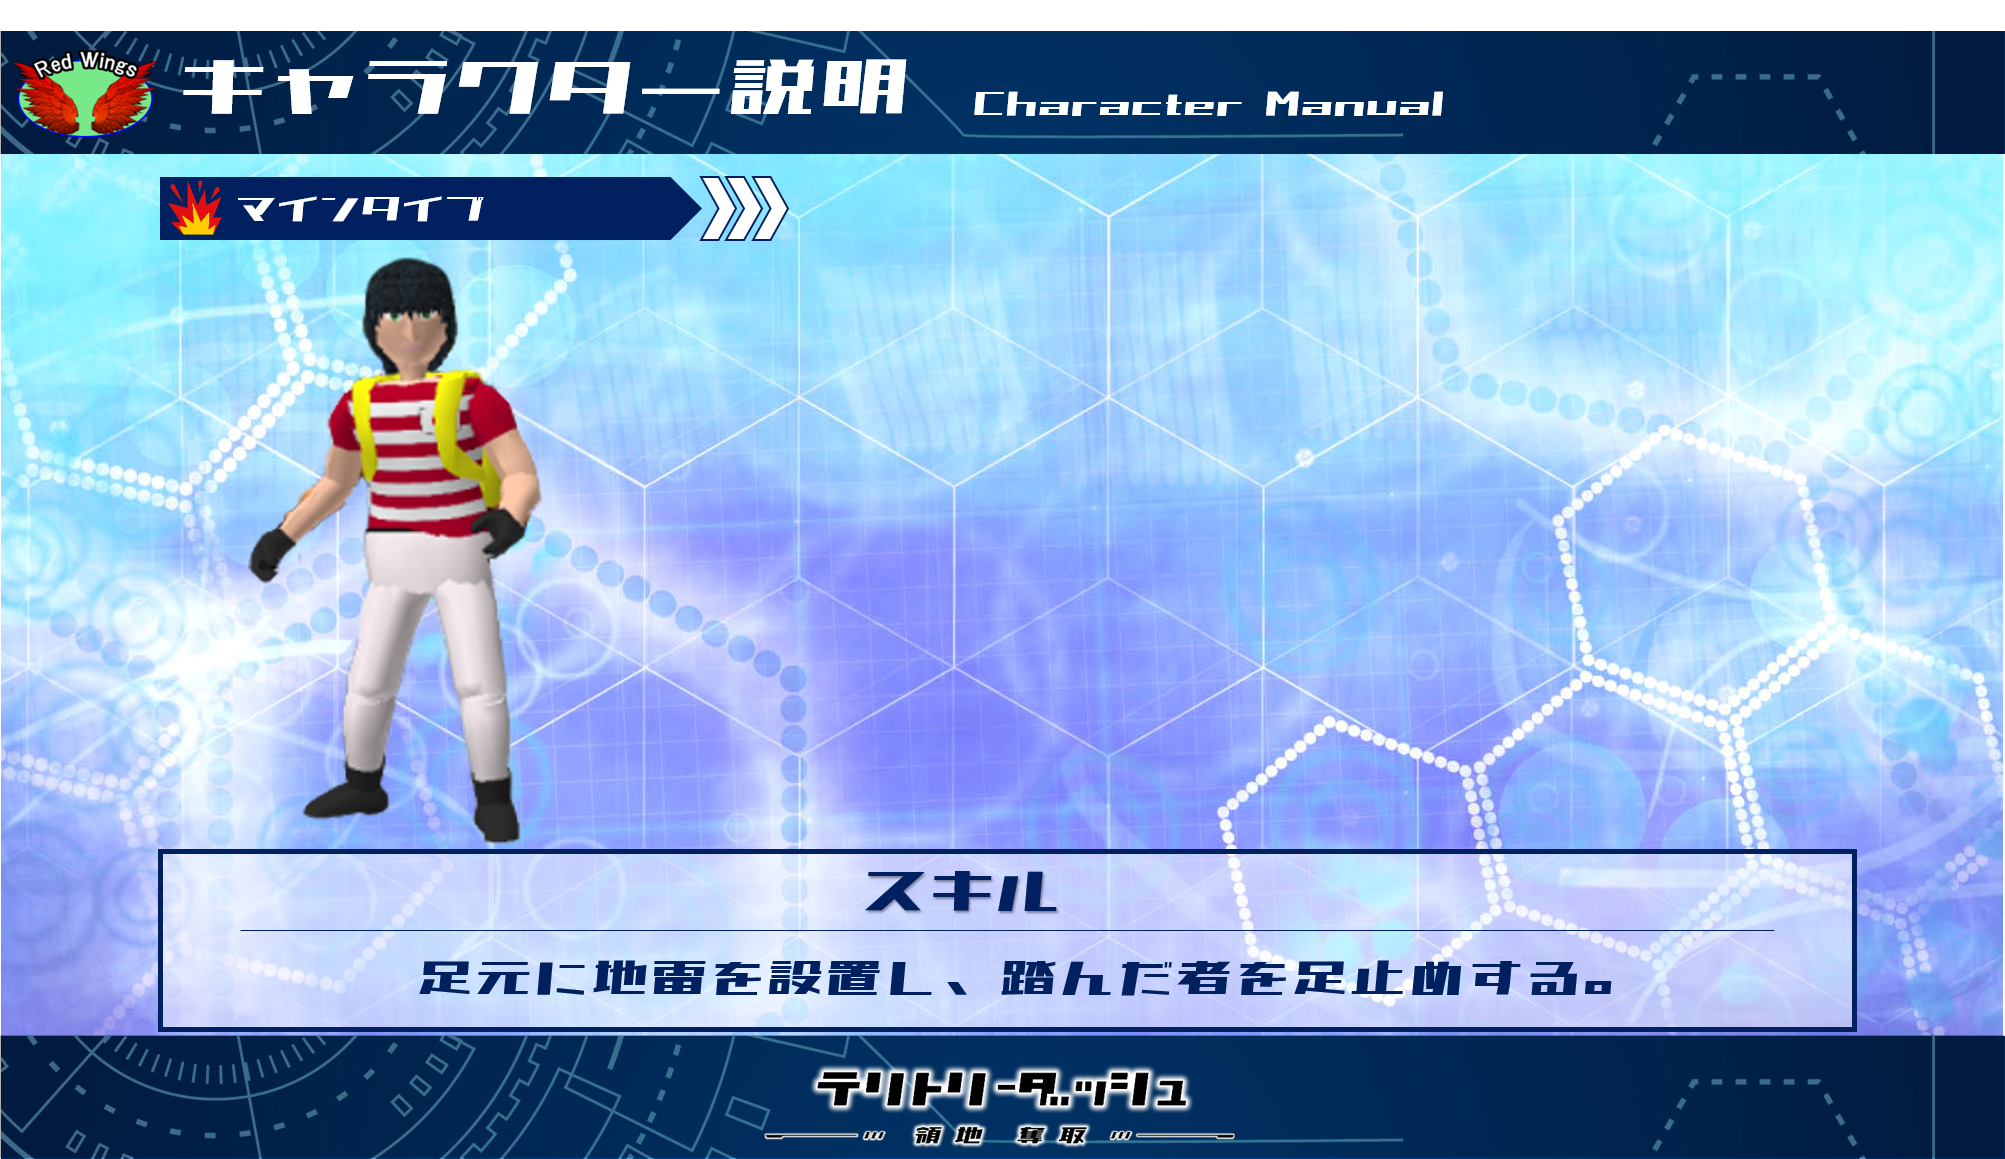 Red Wings
キャラクター説明 Character Manual
マインタイプ
スキル
足元に地雷を設置し、踏んだ者を足止めする。
テリトリーダッシュ
領地 奪取